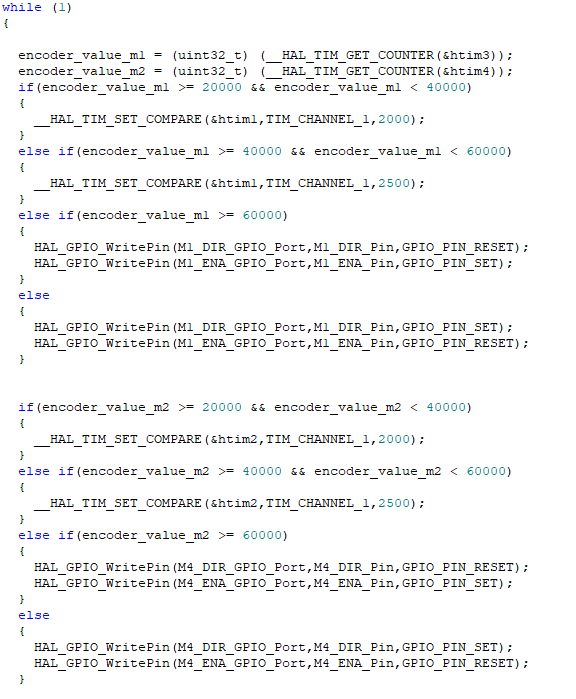 while (1)
{
encoder_value_m1 = (uint32_t) (__HAL_TIM_GET_COUNTER(&htim3));
encoder_value_m2 = (uint32_t) (__HAL_TIM_GET_COUNTER(&htim4));
if(encoder_value_m1 >= 20000 && encoder_value_m1 < 40000)
{
__HAL_TIM_SET_COMPARE(&htim1,TIM_CHANNEL_1,2000);
}
else if(encoder_value_m1 >= 40000 && encoder_value_m1 < 60000)
{
__HAL_TIM_SET_COMPARE(&htim1,TIM_CHANNEL_1,2500);
}
else if(encoder_value_m1 >= 60000)
{
HAL_GPIO_WritePin(M1_DIR_GPIO_Port,M1_DIR_Pin,GPIO_PIN_RESET);
HAL_GPIO_WritePin(M1_ENA_GPIO_Port,M1_ENA_Pin,GPIO_PIN_SET);
}
else
{
HAL_GPIO_WritePin(M1_DIR_GPIO_Port,M1_DIR_Pin,GPIO_PIN_SET);
HAL_GPIO_WritePin(M1_ENA_GPIO_Port,M1_ENA_Pin,GPIO_PIN_RESET);
}
if(encoder_value_m2 >= 20000 && encoder_value_m2 < 40000)
{
__HAL_TIM_SET_COMPARE(&htim2,TIM_CHANNEL_1,2000);
}
else if(encoder_value_m2 >= 40000 && encoder_value_m2 < 60000)
{
__HAL_TIM_SET_COMPARE(&htim2,TIM_CHANNEL_1,2500);
}
else if(encoder_value_m2 >= 60000)
{
HAL_GPIO_WritePin(M4_DIR_GPIO_Port,M4_DIR_Pin,GPIO_PIN_RESET);
HAL_GPIO_WritePin(M4_ENA_GPIO_Port,M4_ENA_Pin,GPIO_PIN_SET);
}
else
{
HAL_GPIO_WritePin(M4_DIR_GPIO_Port,M4_DIR_Pin,GPIO_PIN_SET);
HAL_GPIO_WritePin(M4_ENA_GPIO_Port,M4_ENA_Pin,GPIO_PIN_RESET);
}